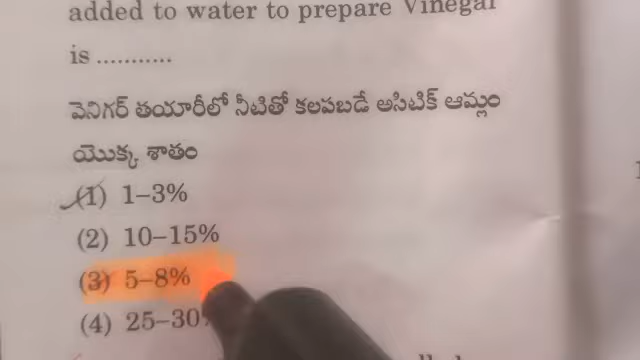 added to water to prepare Vinegar
is ...........
వెనిగర్ తయారీలో నీటితో కలపబడే అసిటిక్ ఆమ్లం
యొక్క శాతం
(1) 1–3%
(2) 10–15%
(3) 5–8%
(4) 25–30